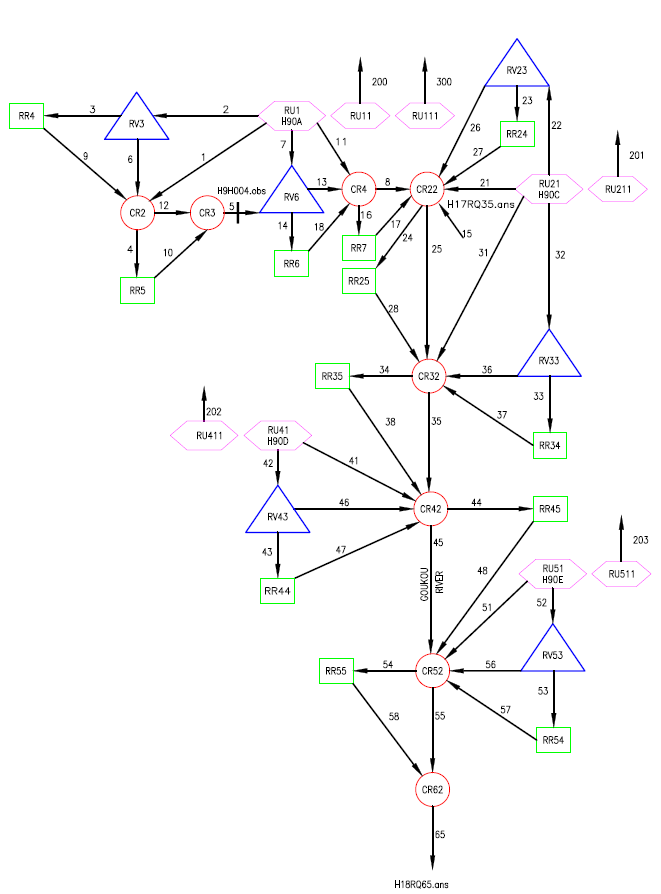 RV23
200
300
23
3
2
RU1
H90A
RU11
RU111
RR4
RV3
26
RR24
22
7
11
27
201
9
6
1
H9H004.obs
RV6
13
CR4
8
CR22
21
RU21
H90C
RU211
H17RQ35.ans
CR2
12
CR3
5
14
18
16
17
15
24
4
10
RR7
25
31
32
RR6
RR25
RR5
28
RV33
RR35
34
CR32
36
33
202
38
35
37
RR34
RU411
RU41
H90D
41
42
46
CR42
44
RR45
RV43
43
47
45
203
RR44
GOUKOU
RIVER
48
RU51
H90E
RU511
51
52
RV53
RR55
54
CR52
56
53
58
55
57
RR54
CR62
65
H18RQ65.ans